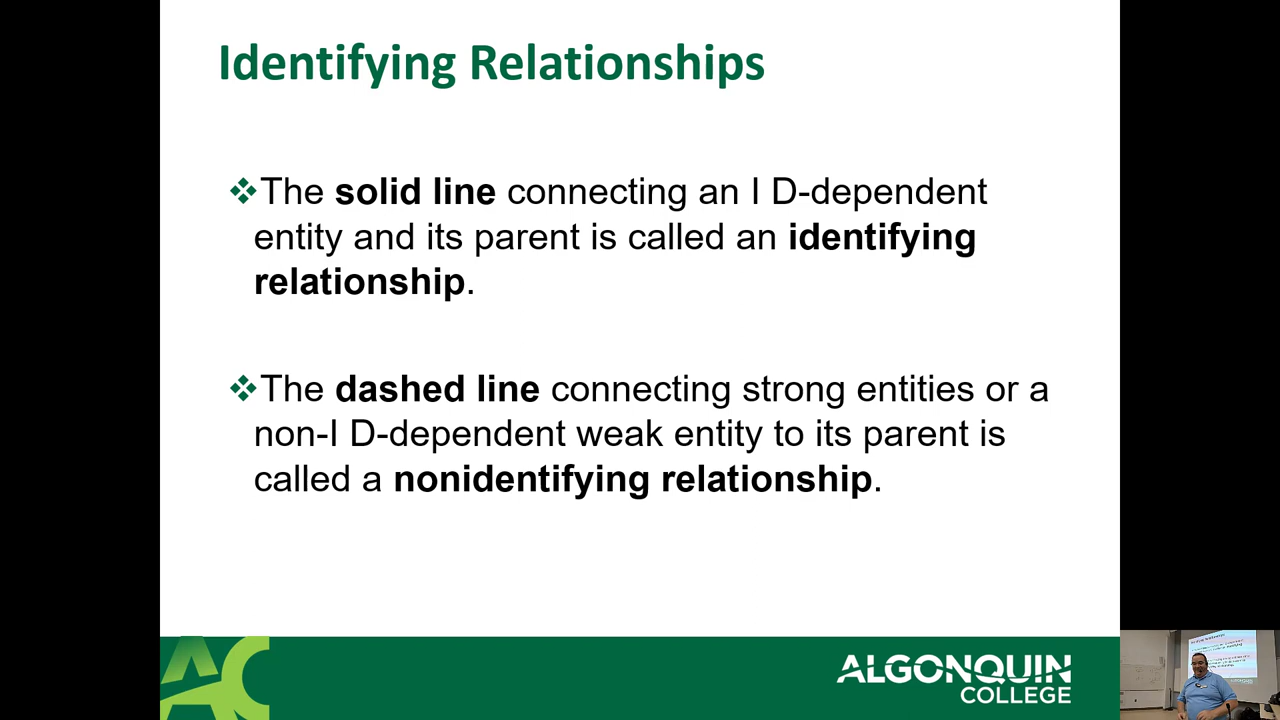 Identifying Relationships
❖The solid line connecting an I D-dependent
entity and its parent is called an identifying
relationship.
❖The dashed line connecting strong entities or a
non-I D-dependent weak entity to its parent is
called a nonidentifying relationship.
AC
ALGONQUIN
COLLEGE